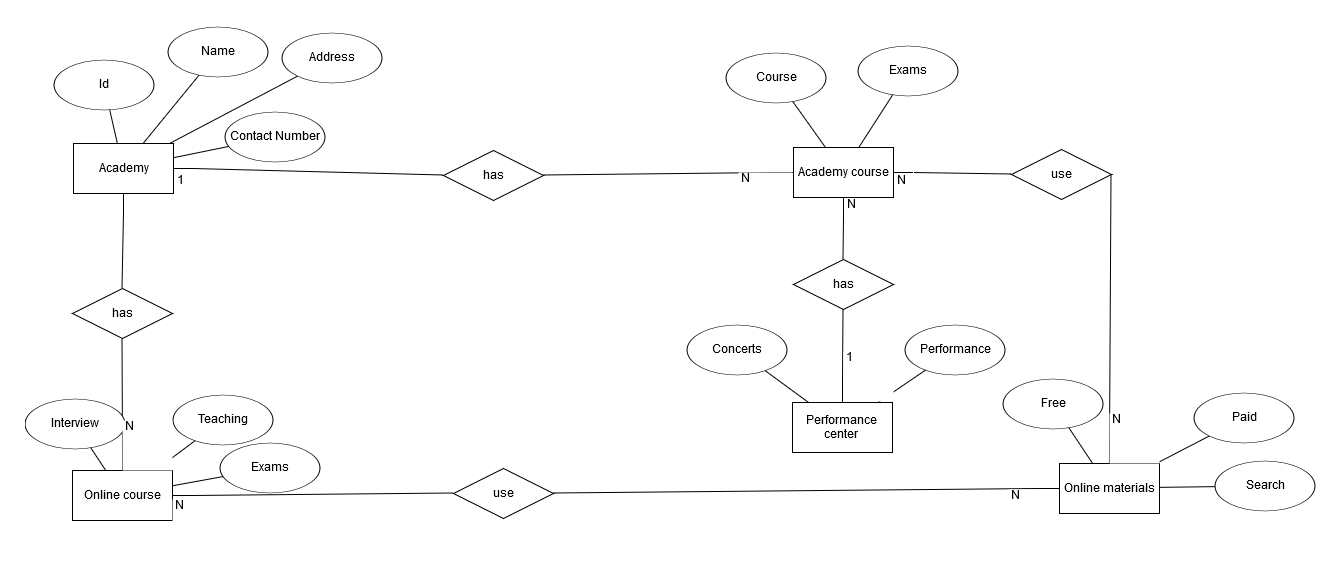 Name
Address
Id
Contact Number
Course
Exams
Academy
1
has
N
Academy course
N
use
N
has
has
Concerts
1
Performance
Interview
N
Teaching
Performance
center
Free
N
Paid
Exams
Online course
N
use
N
Online materials
Search